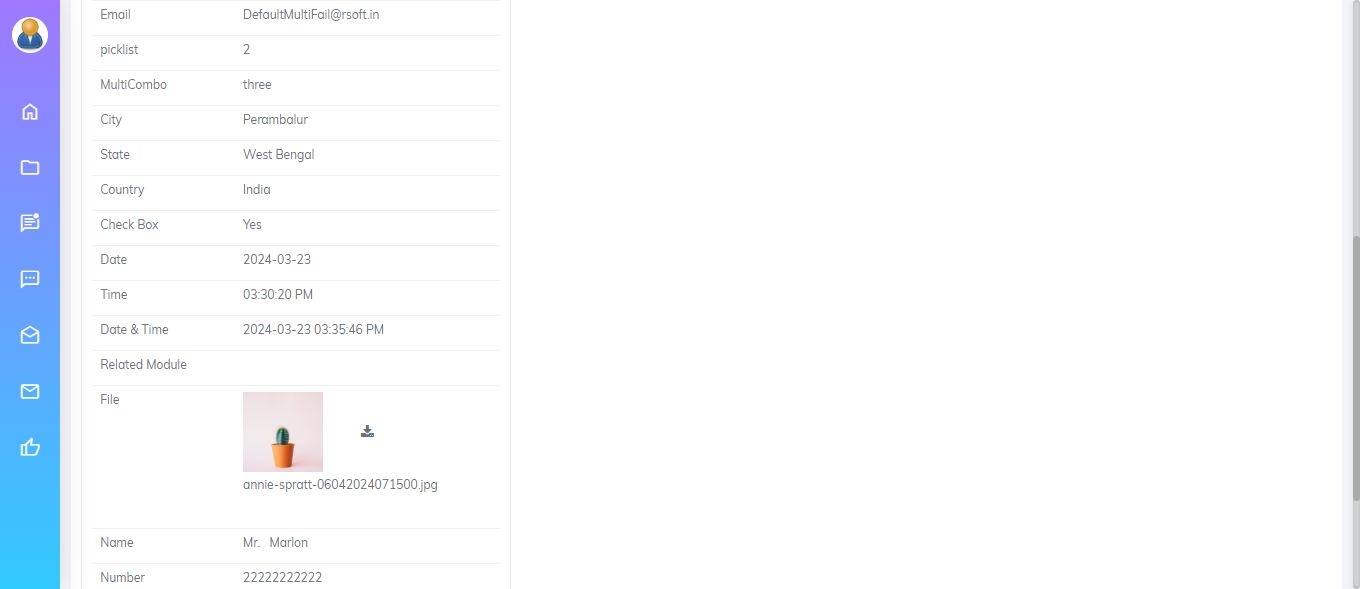 Email DefaultMultiFail@rsoft.in
picklist 2
MultiCombo three
City Perambalur
State West Bengal
Country India
Check Box Yes
Date 2024-03-23
Time 03:30:20 PM
Date & Time 2024-03-23 03:35:46 PM
Related Module
File
annie-spratt-06042024071500.jpg
Name Mr. Marlon
Number 22222222222